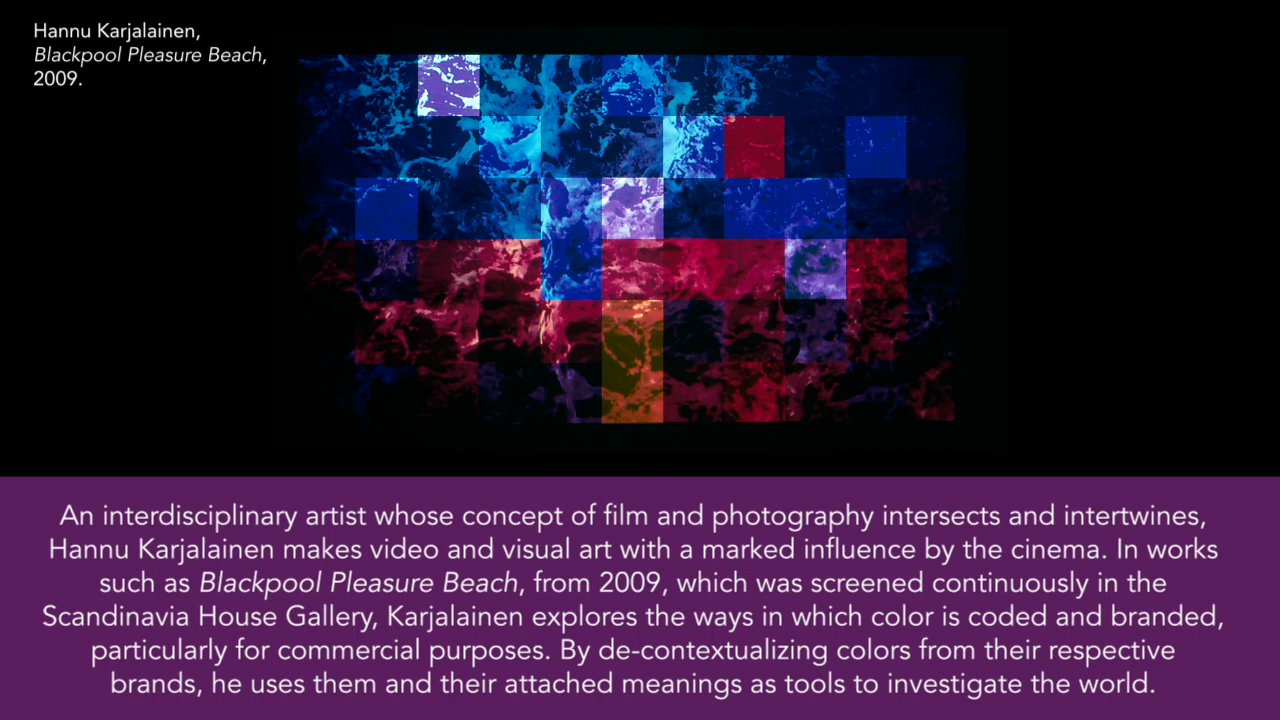 Hannu Karjalainen,
Blackpool Pleasure Beach,
2009.
An interdisciplinary artist whose concept of film and photography intersects and intertwines,
Hannu Karjalainen makes video and visual art with a marked influence by the cinema. In works
such as Blackpool Pleasure Beach, from 2009, which was screened continuously in the
Scandinavia House Gallery, Karjalainen explores the ways in which color is coded and branded,
particularly for commercial purposes. By de-contextualizing colors from their respective
brands, he uses them and their attached meanings as tools to investigate the world.